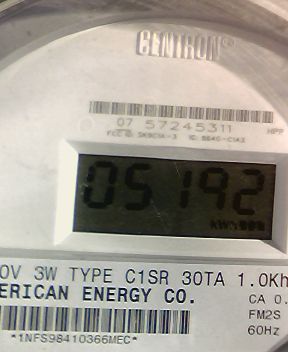 CENTRON®
07 57245311
HPP
05192
0V 3W TYPE C1SR 30TA 1.0Kh
ERICAN ENERGY CO.
CA 0.
FM2S
60Hz
*1NFS98410366MEC*